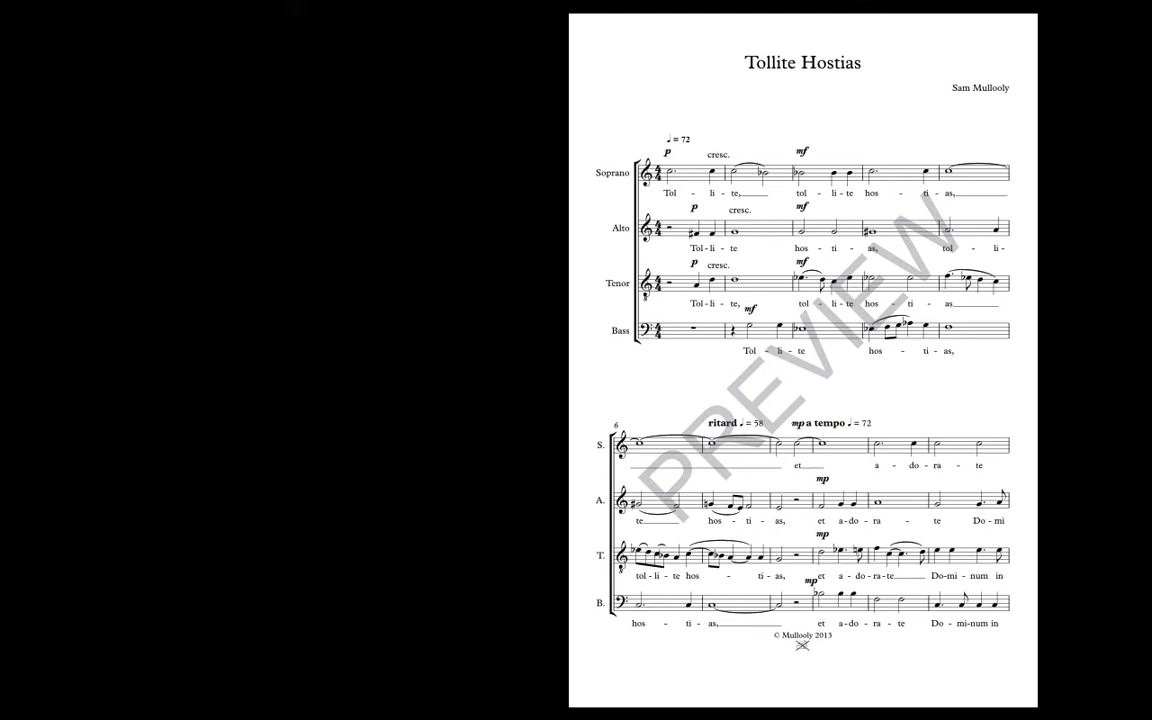 Tollite Hostias
Sam Mullooly
♩ = 72
p cresc. mf
Soprano
Tol - li - te, tol - li - te hos - ti - as,
p cresc. mf
Alto
Tol - li - te hos - ti - as, tol - li -
p cresc. mf
Tenor
Tol - li - te, tol - li - te hos - ti - as
mf
Bass
Tol - li - te hos - ti - as,
PREVIEW
6 ritard ♩ = 58 mp a tempo ♩ = 72
S.
et a - do - ra - te
mp
A.
te hos - ti - as, et a - do - ra - te Do - mi
mp
T.
tol - li - te hos - ti - as, et a - do - ra - te Do - mi - num in
mp
B.
hos - ti - as, et a - do - ra - te Do - mi - num in
© Mullooly 2013